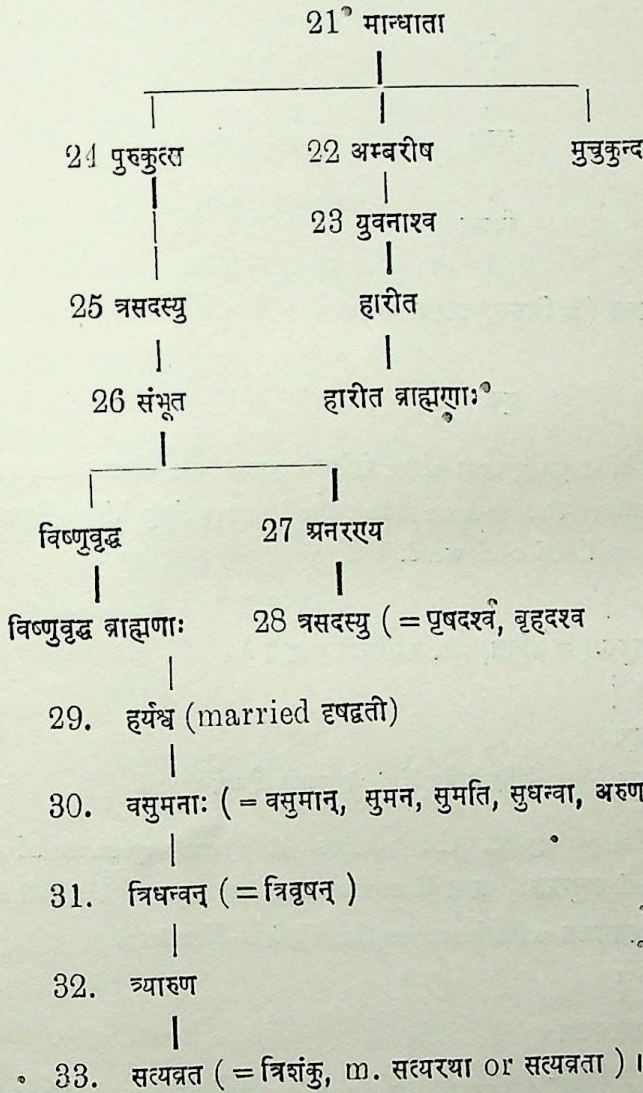 21 मान्धाता
24 पुरुकुत्स 22 अम्बरीष मुचुकुन्द
23 युवनाश्व
25 त्रसदस्यु हारीत
26 संभूत हारीत ब्राह्मणाः
विष्णुवृद्ध 27 अनरण्य
विष्णुवृद्ध ब्राह्मणाः 28 त्रसदस्यु (= पृषदश्व, वृहदश्व
29. हर्यश्व (married दृषद्वती)
30. वसुमनाः (= वसुमान्, सुमन, सुमति, सुधन्वा, अरुण
31. त्रिधन्वन् (= त्रिवृषन् )
32. त्र्यारुण
33. सत्यव्रत (= त्रिशंकु, m. सत्यरथा or सत्यव्रता ) ।